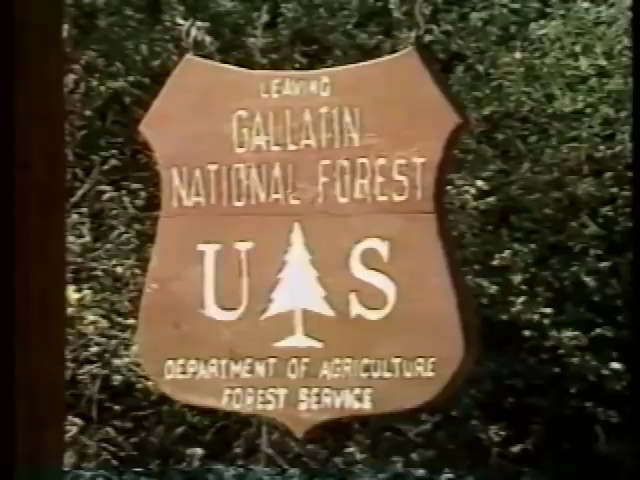 LEAVING
GALLATIN
NATIONAL FOREST
U S
DEPARTMENT OF AGRICULTURE
FOREST SERVICE